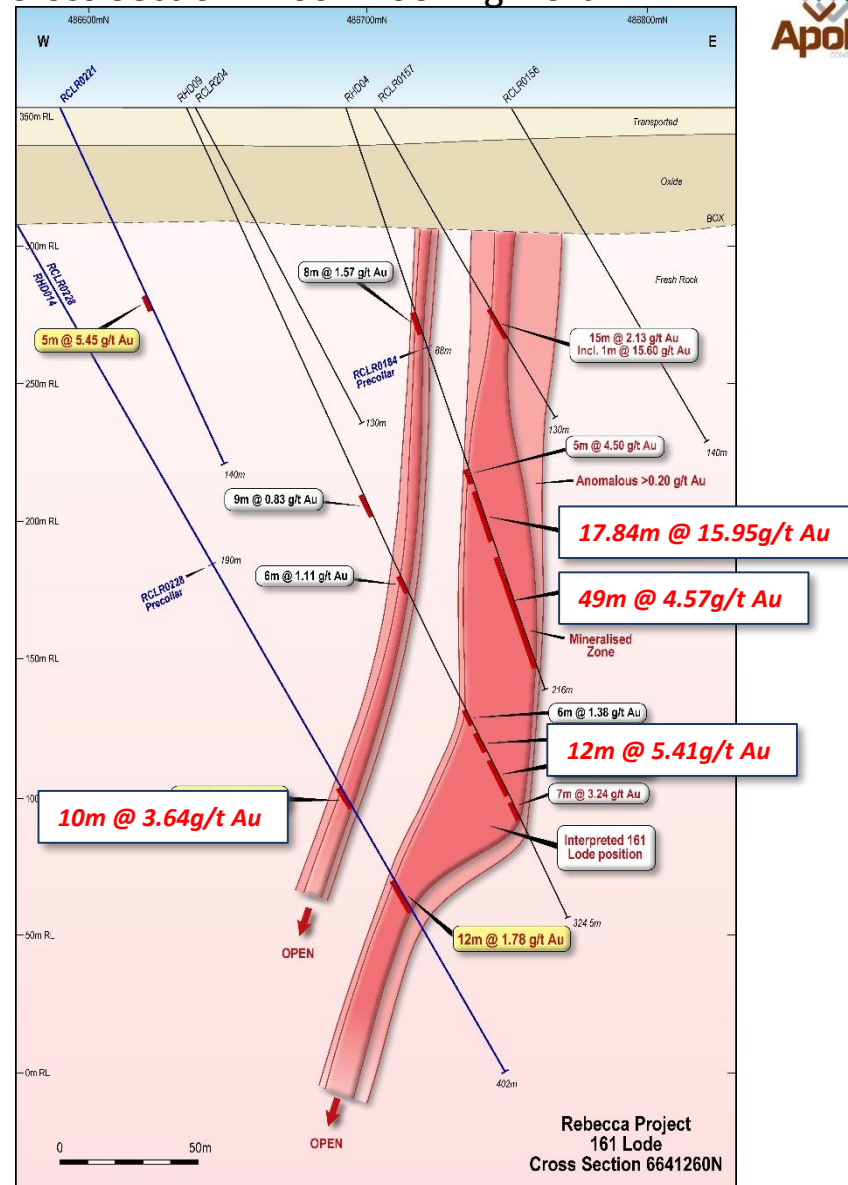 486600mN
486700mN
486800mN
W
E
Apol
RCLR0221
RHD09
RCLR204
RHD04
RCLR0157
RCLR0156
350m RL
Transported
Oxide
BOX
300m RL
RCLR0228
RHD014
Fresh Rock
8m @ 1.57 g/t Au
5m @ 5.45 g/t Au
88m
15m @ 2.13 g/t Au
Incl. 1m @ 15.60 g/t Au
RCLR0184
Precollar
250m RL
130m
130m
140m
5m @ 4.50 g/t Au
140m
Anomalous >0.20 g/t Au
9m @ 0.83 g/t Au
200m RL
17.84m @ 15.95g/t Au
190m
6m @ 1.11 g/t Au
RCLR0228
Precollar
49m @ 4.57g/t Au
Mineralised
Zone
150m RL
216m
6m @ 1.38 g/t Au
12m @ 5.41g/t Au
7m @ 3.24 g/t Au
100
10m @ 3.64g/t Au
Interpreted 161
Lode position
324.5m
50m RL
12m @ 1.78 g/t Au
OPEN
0m RL
402m
Rebecca Project
161 Lode
Cross Section 6641260N
0
50m
OPEN